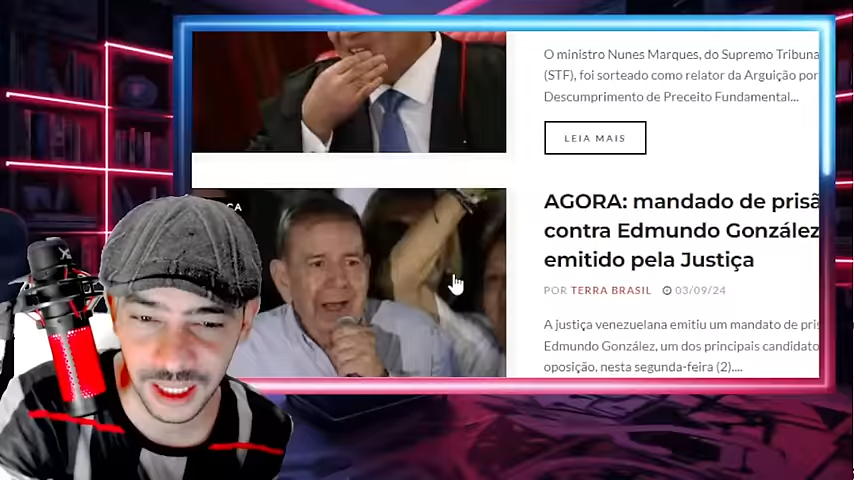 O ministro Nunes Marques, do Supremo Tribuna
(STF), foi sorteado como relator da Arguição por
Descumprimento de Preceito Fundamental...
LEIA MAIS
CA
AGORA: mandado de prisã
contra Edmundo González
emitido pela Justiça
POR TERRA BRASIL 03/09/24
A justiça venezuelana emitiu um mandato de pris
Edmundo González, um dos principais candidato
oposição, nesta segunda-feira (2)....